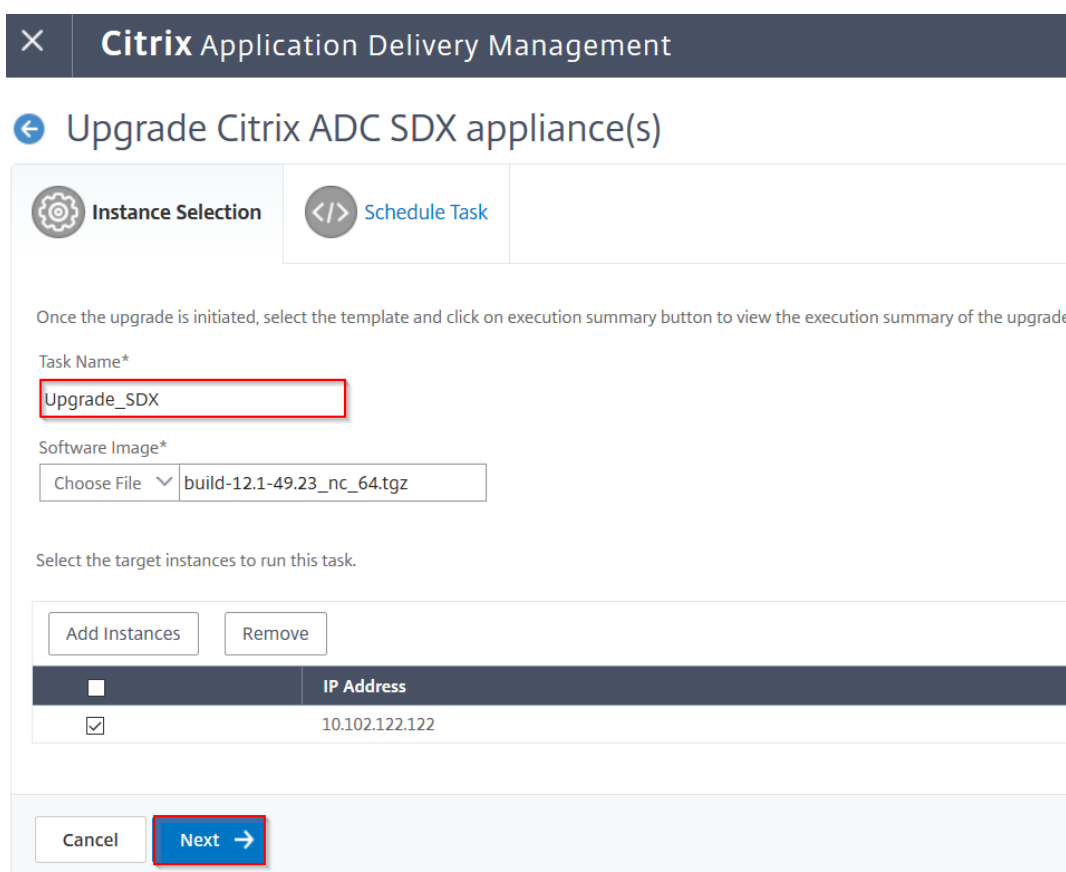 Citrix Application Delivery Management
Upgrade Citrix ADC SDX appliance(s)
Instance Selection
Schedule Task
Once the upgrade is initiated, select the template and click on execution summary button to view the execution summary of the upgrade
Task Name*
Upgrade_SDX
Software Image*
Choose File build-12.1-49.23_nc_64.tgz
Select the target instances to run this task.
Add Instances Remove
IP Address
10.102.122.122
Cancel Next